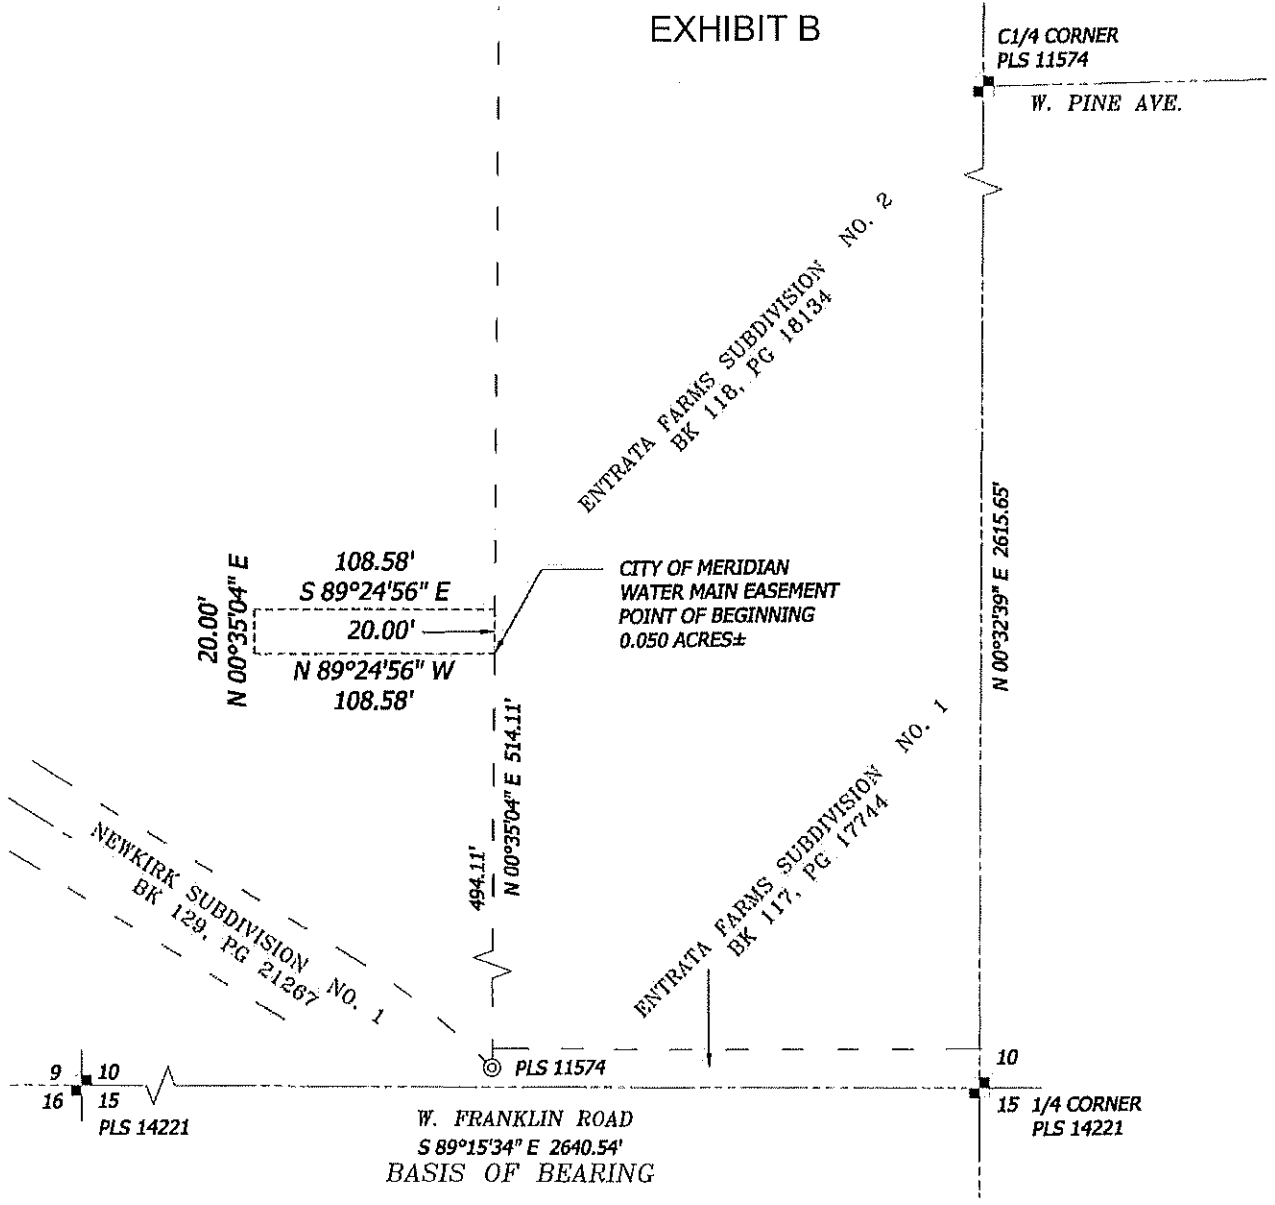 EXHIBIT B
C1/4 CORNER
PLS 11574
W. PINE AVE.
ENTRATA FARMS SUBDIVISION NO. 2
BK 118, PG 18134
N 00°32'39" E 2615.65'
108.58'
S 89°24'56" E
20.00'
N 00°35'04" E
20.00'
N 89°24'56" W
108.58'
CITY OF MERIDIAN
WATER MAIN EASEMENT
POINT OF BEGINNING
0.050 ACRES±
494.11'
N 00°35'04" E 514.11'
ENTRATA FARMS SUBDIVISION NO. 1
BK 117, PG 17744
NEWKIRK SUBDIVISION NO. 1
BK 129, PG 21267
PLS 11574
9 10
16 15
PLS 14221
10
15 1/4 CORNER
PLS 14221
W. FRANKLIN ROAD
S 89°15'34" E 2640.54'
BASIS OF BEARING